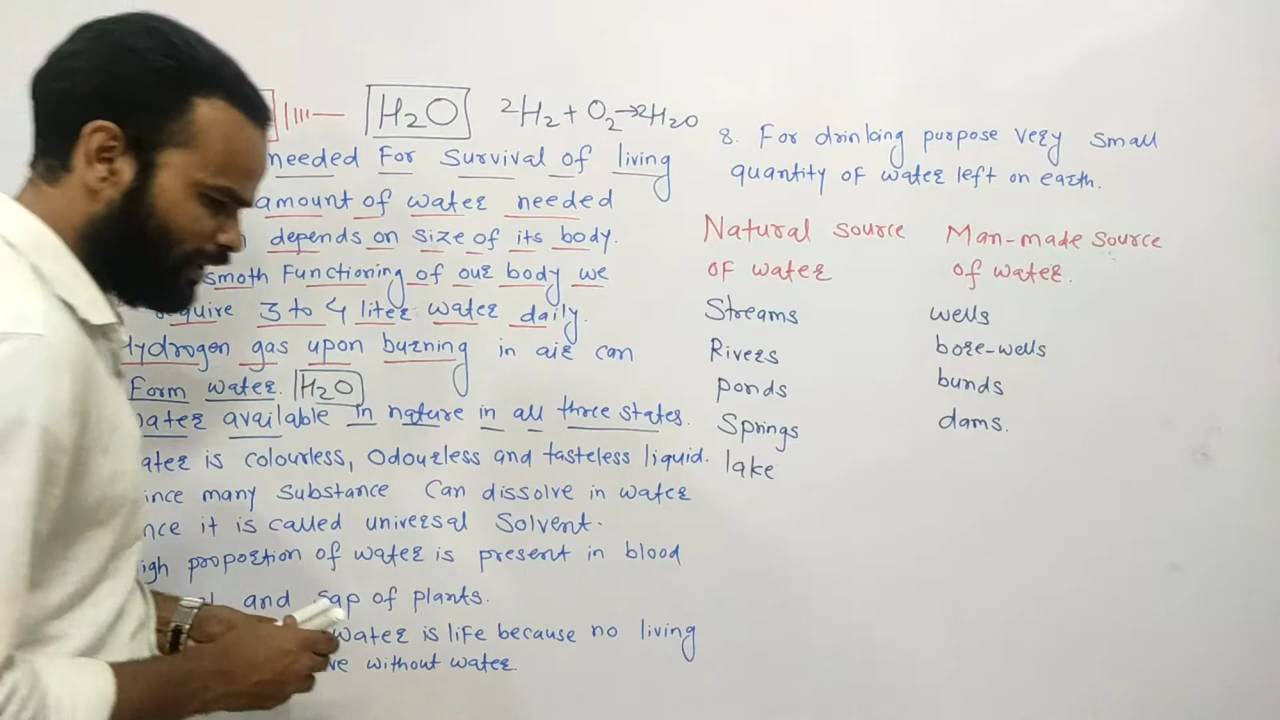 H2O 2H2 + O2→2H2O
needed For Survival of living
amount of water needed
depends on size of its body.
smoth Functioning of our body we
quire 3 to 4 liter water daily.
Hydrogen gas upon burning in air can
Form water. H2O
ater available in nature in all three states.
ater is colourless, Odourless and tasteless liquid.
ince many Substance Can dissolve in water
nce it is called universal Solvent.
igh proportion of water is present in blood
and sap of plants.
water is life because no living
ve without water
8. For drinking purpose very small
quantity of water left on earth.
Natural source
of water
Streams
Rivers
Ponds
Springs
lake
Man-made source
of water.
wells
bore-wells
bunds
dams.